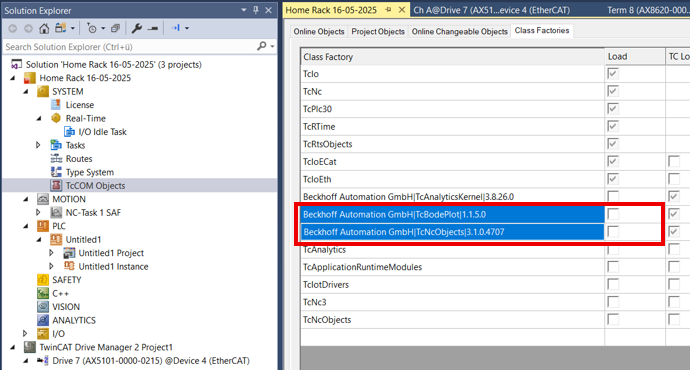 Solution Explorer
Search Solution Explorer (Ctrl+ü)
Solution 'Home Rack 16-05-2025' (3 projects)
Home Rack 16-05-2025
SYSTEM
License
Real-Time
I/O Idle Task
Tasks
Routes
Type System
TcCOM Objects
MOTION
NC-Task 1 SAF
PLC
Untitled1
Untitled1 Project
Untitled1 Instance
SAFETY
C++
VISION
ANALYTICS
I/O
TwinCAT Drive Manager 2 Project1
Drive 7 (AX5101-0000-0215) @Device 4 (EtherCAT)
Home Rack 16-05-2025
Ch A@Drive 7 (AX51...evice 4 (EtherCAT)
Term 8 (AX8620-000
Online Objects Project Objects Online Changeable Objects Class Factories
Class Factory Load TC Lo
TcIo
TcNc
TcPlc30
TcRTime
TcRtsObjects
TcIoECat
TcIoEth
Beckhoff Automation GmbH|TcAnalyticsKernel|3.8.26.0
Beckhoff Automation GmbH|TcBodePlot|1.1.5.0
Beckhoff Automation GmbH|TcNcObjects|3.1.0.4707
TcAnalytics
TcApplicationRuntimeModules
TcIotDrivers
TcNc3
TcNcObjects